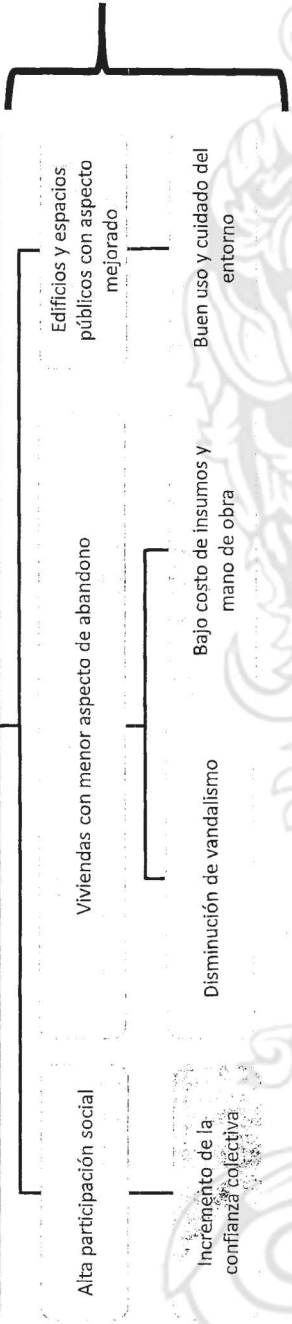 Alta participación social
Viviendas con menor aspecto de abandono
Edificios y espacios
públicos con aspecto
mejorado
Incremento de la
confianza colectiva
Disminución de vandalismo
Bajo costo de insumos y
mano de obra
Buen uso y cuidado del
entorno